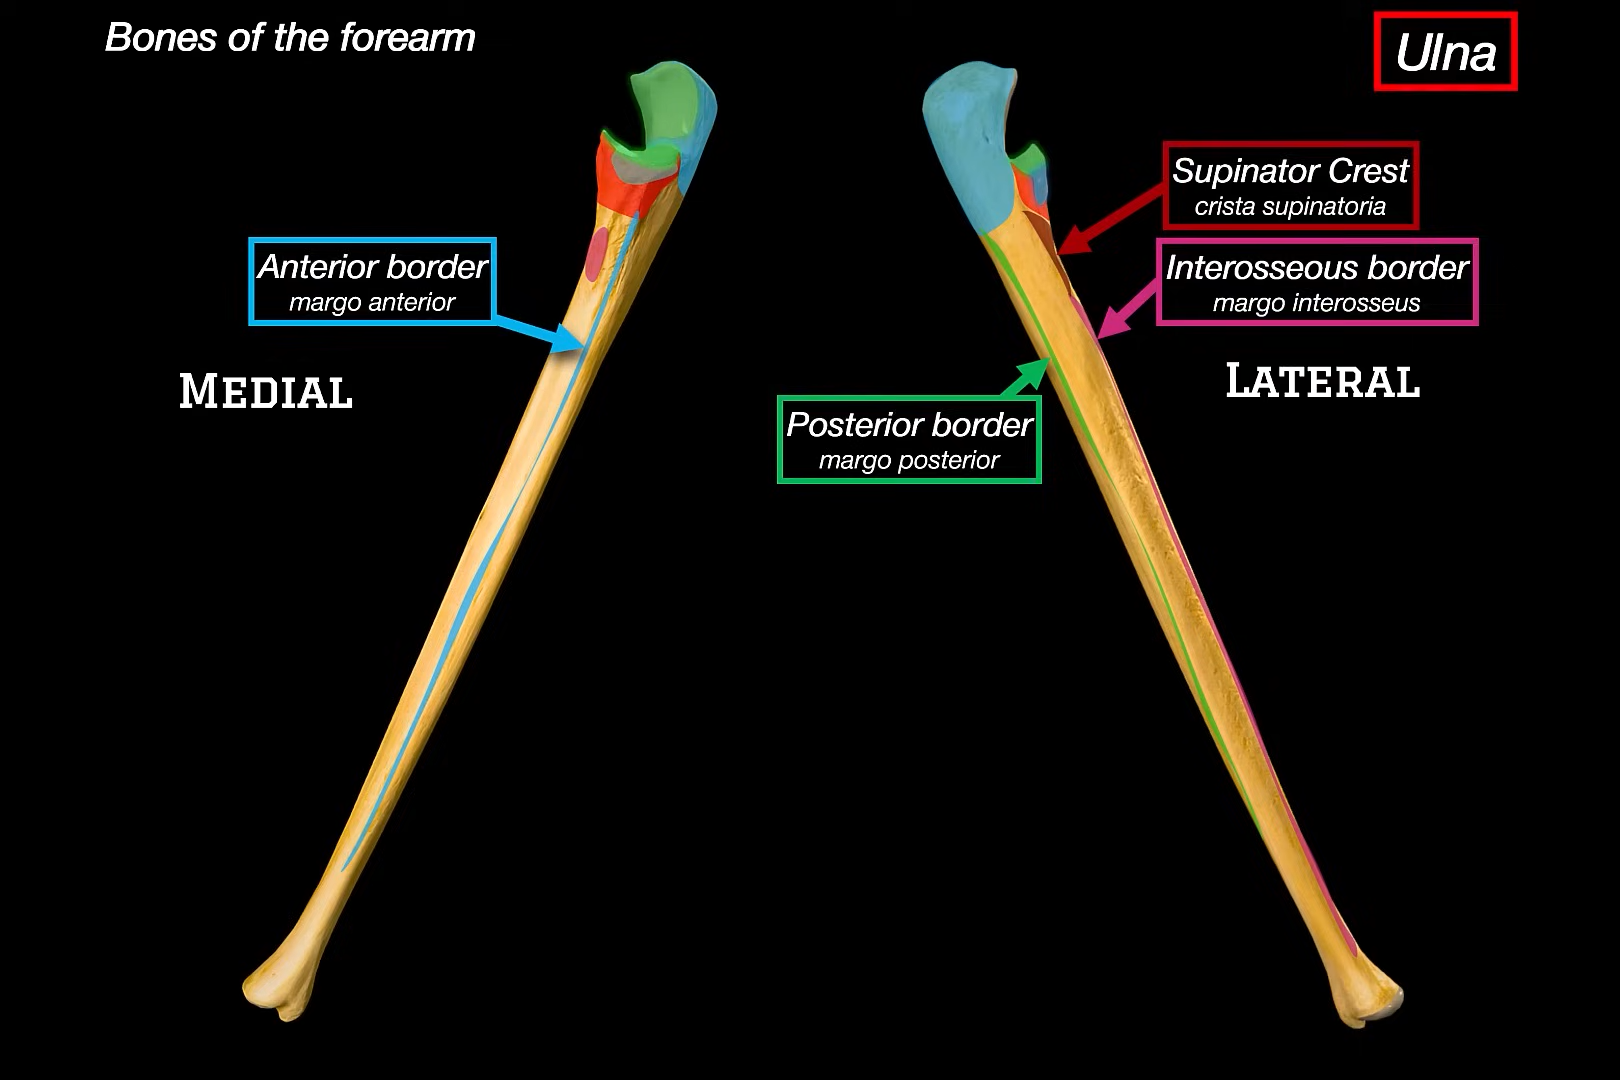 Bones of the forearm
Ulna
Supinator Crest
crista supinatoria
Anterior border
margo anterior
Interosseous border
margo interosseus
MEDIAL
LATERAL
Posterior border
margo posterior